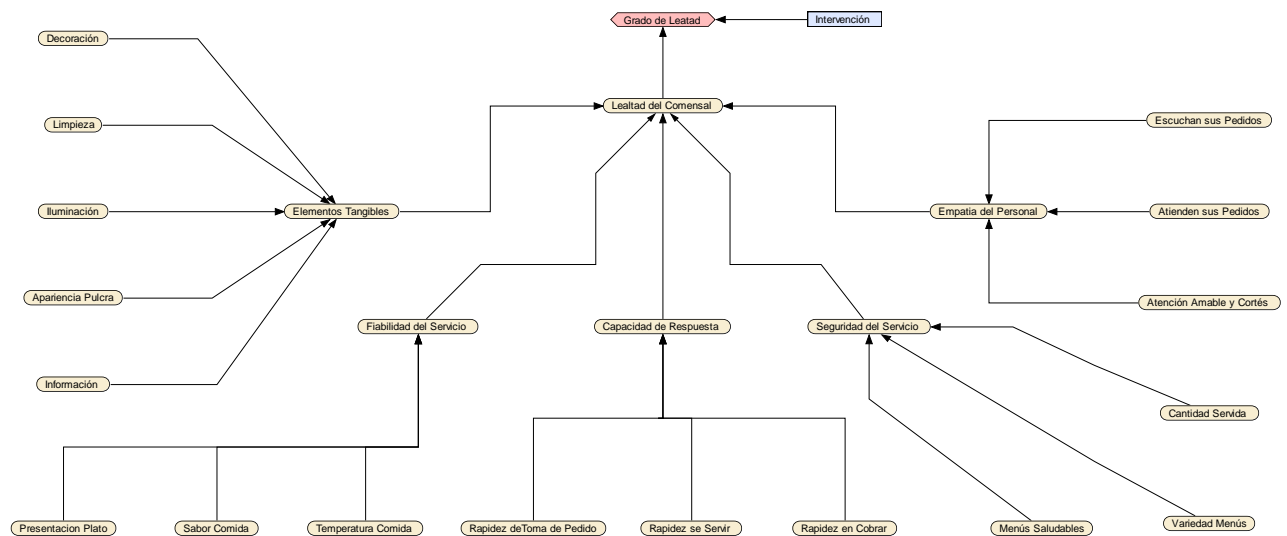 Grado de Leatad
Intervención
Decoración
Lealtad del Comensal
Limpieza
Escuchan sus Pedidos
Iluminación
Elementos Tangibles
Empatia del Personal
Atienden sus Pedidos
Apariencia Pulcra
Atención Amable y Cortés
Fiabilidad del Servicio
Capacidad de Respuesta
Seguridad del Servicio
Información
Cantidad Servida
Presentacion Plato
Sabor Comida
Temperatura Comida
Rapidez deToma de Pedido
Rapidez se Servir
Rapidez en Cobrar
Menús Saludables
Variedad Menús